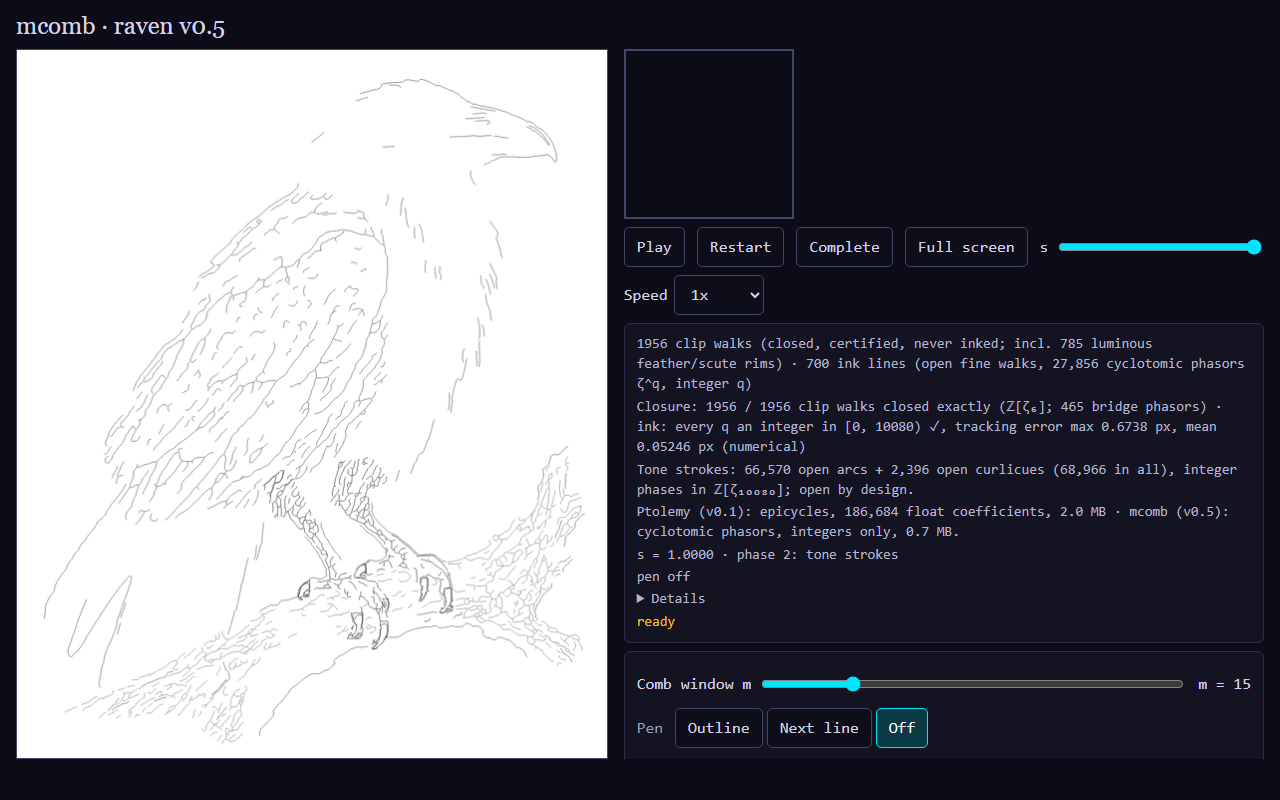 mcomb · raven v0.5
Play Restart Complete Full screen s
Speed 1x
1956 clip walks (closed, certified, never inked; incl. 785 luminous
feather/scute rims) · 700 ink lines (open fine walks, 27,856 cyclotomic phasors
ζ^q, integer q)
Closure: 1956 / 1956 clip walks closed exactly (ℤ[ζ₆]; 465 bridge phasors) ·
ink: every q an integer in [0, 10080) ✓, tracking error max 0.6738 px, mean
0.05246 px (numerical)
Tone strokes: 66,570 open arcs + 2,396 open curlicues (68,966 in all), integer
phases in ℤ[ζ₁₀₀₈₀]; open by design.
Ptolemy (v0.1): epicycles, 186,684 float coefficients, 2.0 MB · mcomb (v0.5):
cyclotomic phasors, integers only, 0.7 MB.
s = 1.0000 · phase 2: tone strokes
pen off
▶ Details
ready
Comb window m m = 15
Pen Outline Next line Off